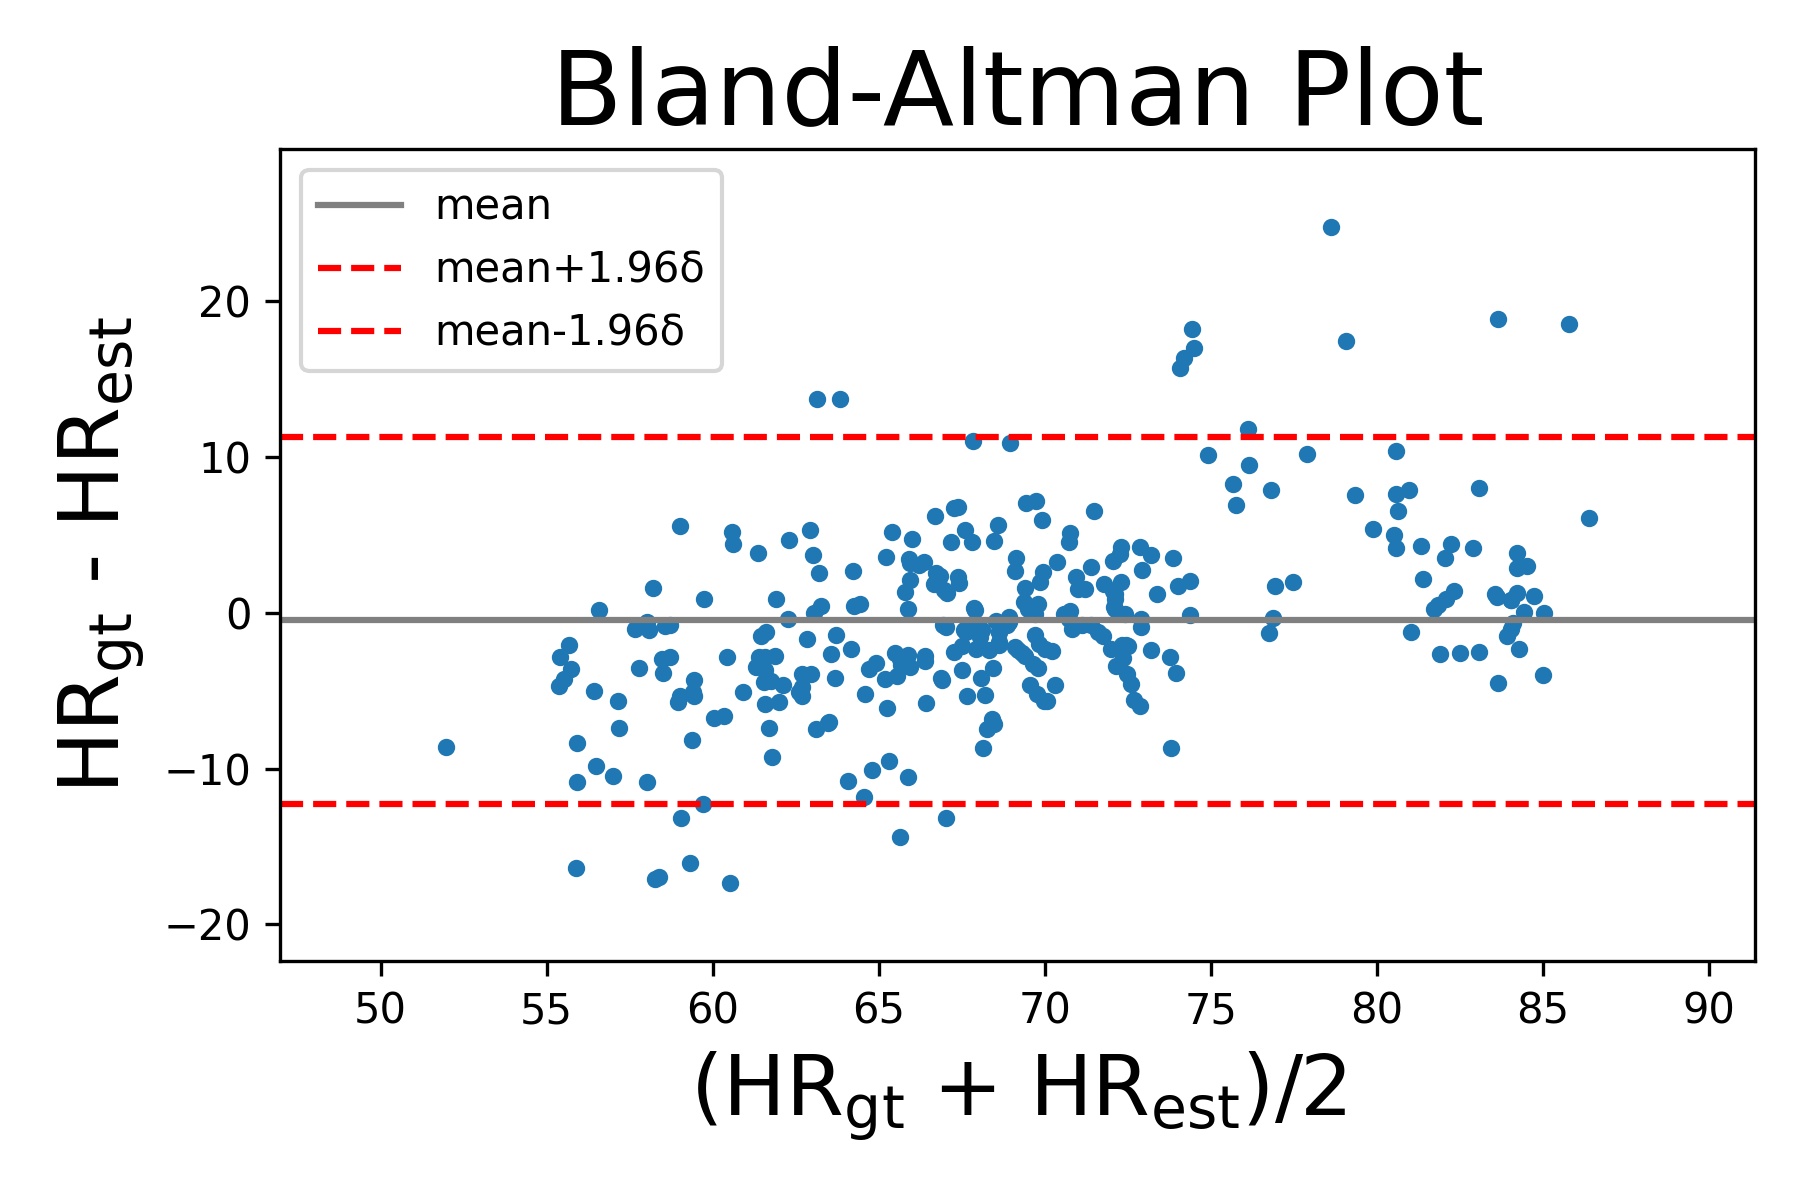 Bland-Altman Plot
mean
mean+1.96δ
mean-1.96δ
HRgt - HRest
20
10
0
−10
−20
50 55 60 65 70 75 80 85 90
(HRgt + HRest)/2